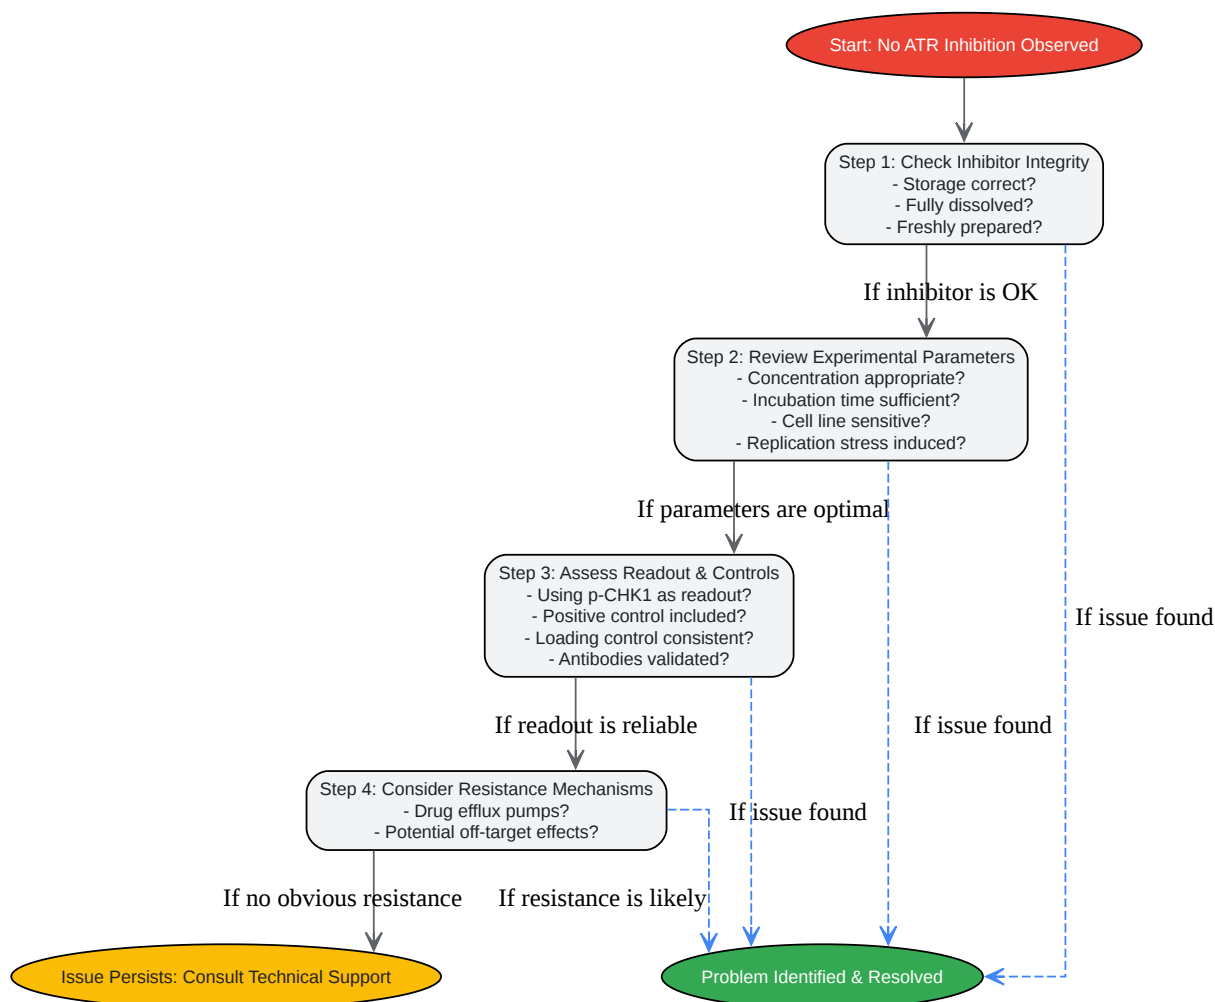 Start: No ATR Inhibition Observed
Step 1: Check Inhibitor Integrity
- Storage correct?
- Fully dissolved?
- Freshly prepared?
If inhibitor is OK
Step 2: Review Experimental Parameters
- Concentration appropriate?
- Incubation time sufficient?
- Cell line sensitive?
- Replication stress induced?
If parameters are optimal
Step 3: Assess Readout & Controls
- Using p-CHK1 as readout?
- Positive control included?
- Loading control consistent?
- Antibodies validated?
If issue found
If readout is reliable
If issue found
Step 4: Consider Resistance Mechanisms
- Drug efflux pumps?
- Potential off-target effects?
If issue found
If no obvious resistance
If resistance is likely
Issue Persists: Consult Technical Support
Problem Identified & Resolved